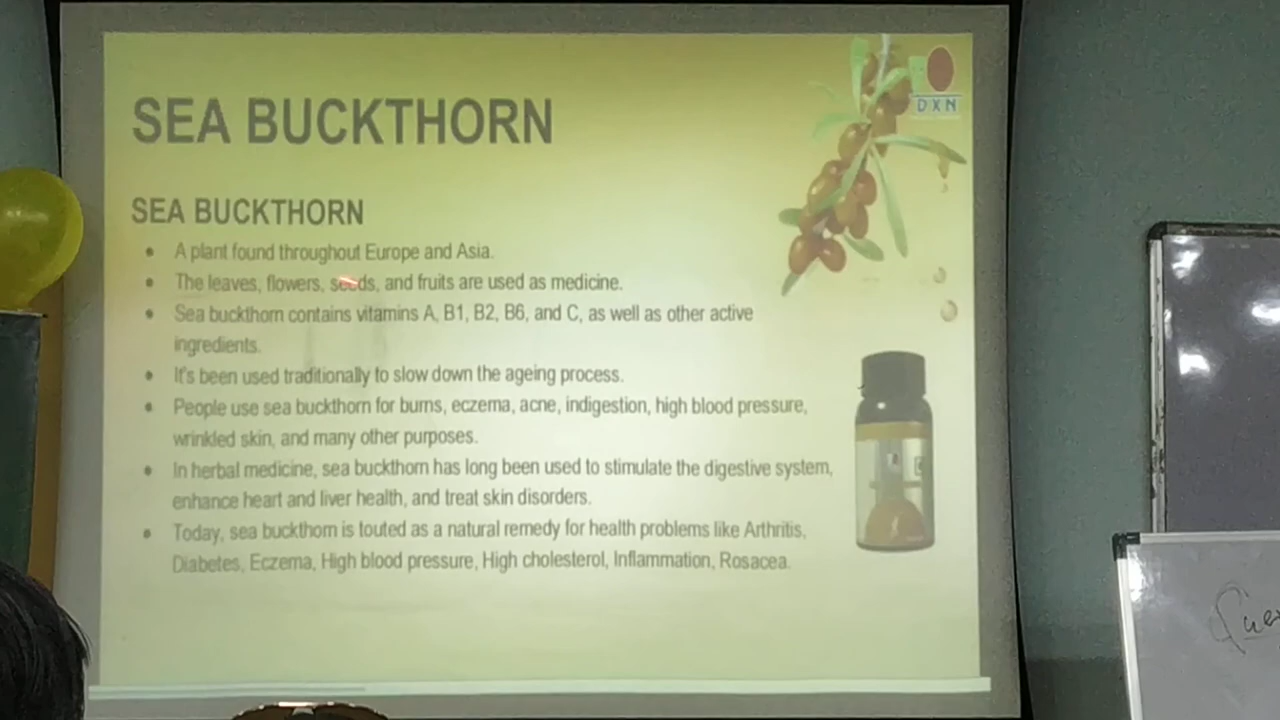 SEA BUCKTHORN
DXN
SEA BUCKTHORN
• A plant found throughout Europe and Asia.
• The leaves, flowers, seeds, and fruits are used as medicine.
• Sea buckthorn contains vitamins A, B1, B2, B6, and C, as well as other active
ingredients.
• It's been used traditionally to slow down the ageing process.
• People use sea buckthorn for burns, eczema, acne, indigestion, high blood pressure,
wrinkled skin, and many other purposes.
• In herbal medicine, sea buckthorn has long been used to stimulate the digestive system,
enhance heart and liver health, and treat skin disorders.
• Today, sea buckthorn is touted as a natural remedy for health problems like Arthritis,
Diabetes, Eczema, High blood pressure, High cholesterol, Inflammation, Rosacea.